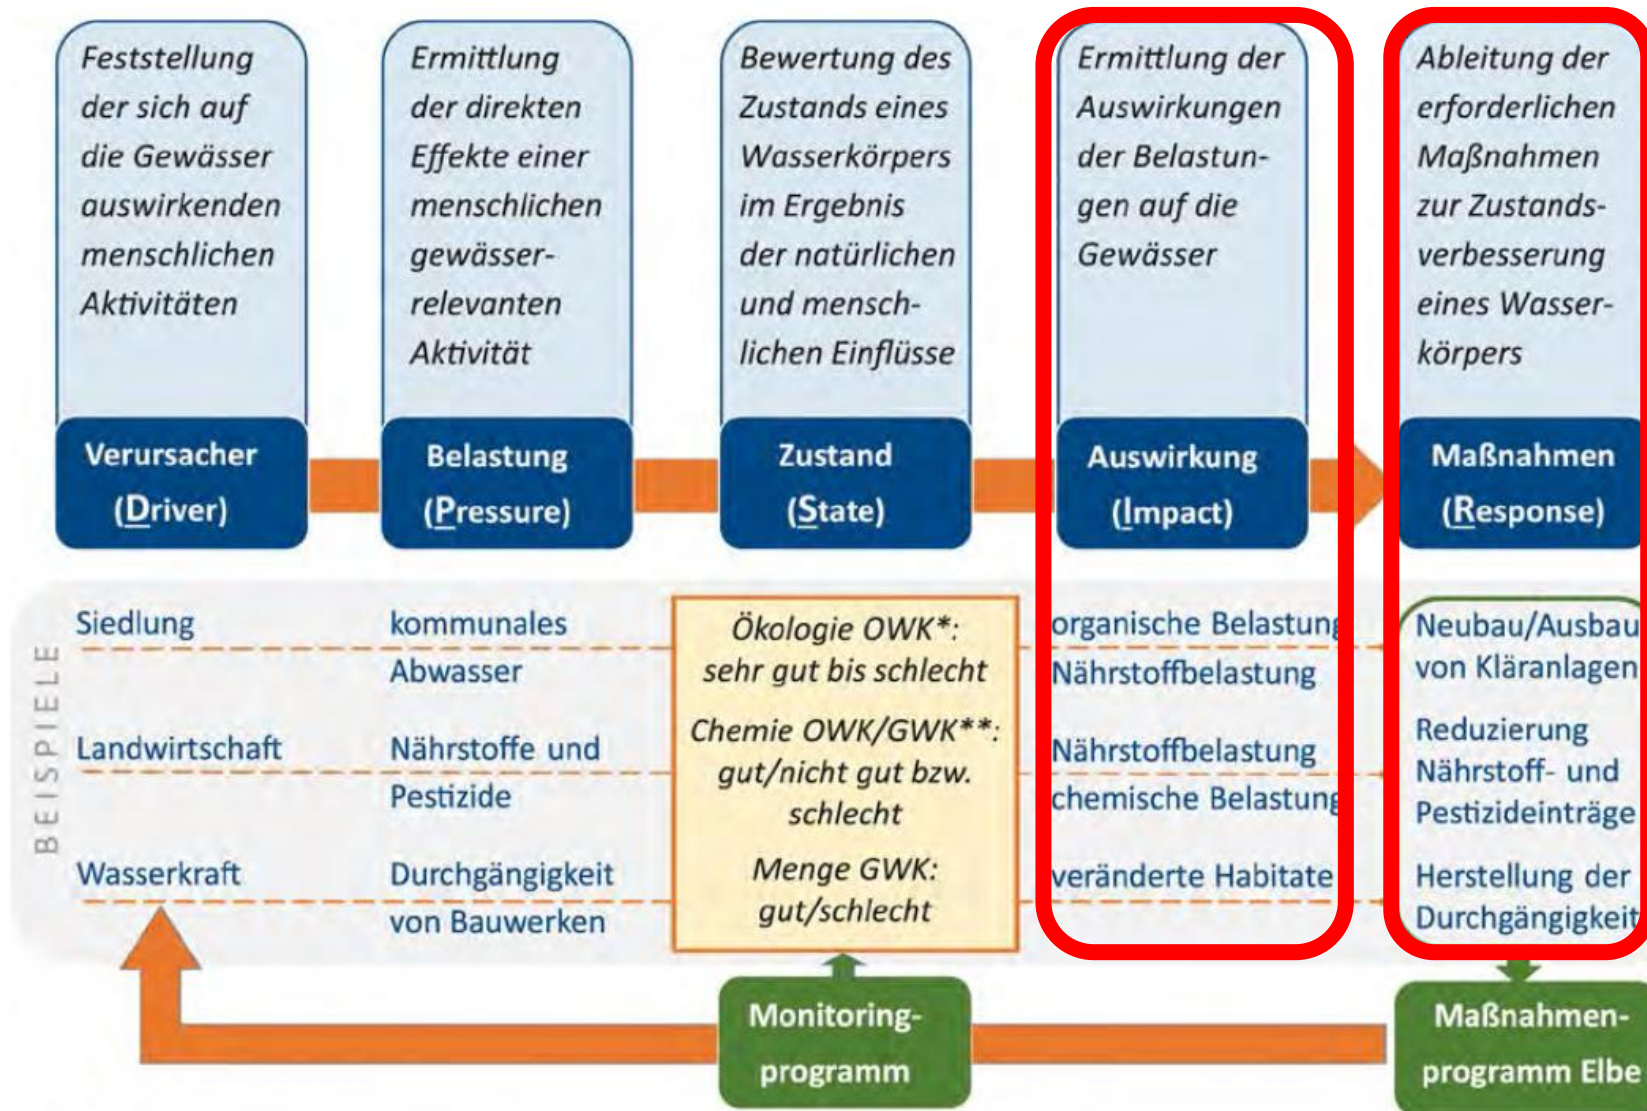 Feststellung
der sich auf
die Gewässer
auswirkenden
menschlichen
Aktivitäten
Ermittlung
der direkten
Effekte einer
menschlichen
gewässer-
relevanten
Aktivität
Bewertung des
Zustands eines
Wasserkörpers
im Ergebnis
der natürlichen
und mensch-
lichen Einflüsse
Ermittlung der
Auswirkungen
der Belastun-
gen auf die
Gewässer
Ableitung der
erforderlichen
Maßnahmen
zur Zustands-
verbesserung
eines Wasser-
körpers
Verursacher
(Driver)
Belastung
(Pressure)
Zustand
(State)
Auswirkung
(Impact)
Maßnahmen
(Response)
BEISPIELE
Siedlung
kommunales
Abwasser
Ökologie OWK*:
sehr gut bis schlecht
organische Belastung
Nährstoffbelastung
Neubau/Ausbau
von Kläranlagen
Landwirtschaft
Nährstoffe und
Pestizide
Chemie OWK/GWK**:
gut/nicht gut bzw.
schlecht
Nährstoffbelastung
chemische Belastung
Reduzierung
Nährstoff- und
Pestizideinträge
Wasserkraft
Durchgängigkeit
von Bauwerken
Menge GWK:
gut/schlecht
veränderte Habitate
Herstellung der
Durchgängigkeit
Monitoring-
programm
Maßnahmen-
programm Elbe